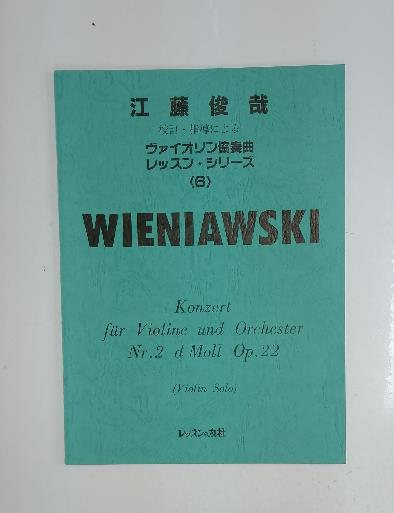 江藤俊哉
校訂・指導による
ヴァイオリン協奏曲
レッスン・シリーズ
〈6〉
WIENIAWSKI
Konzert
für Violine und Orchester
Nr.2 d Moll Op.22
(Violin Solo)
レッスンの友社